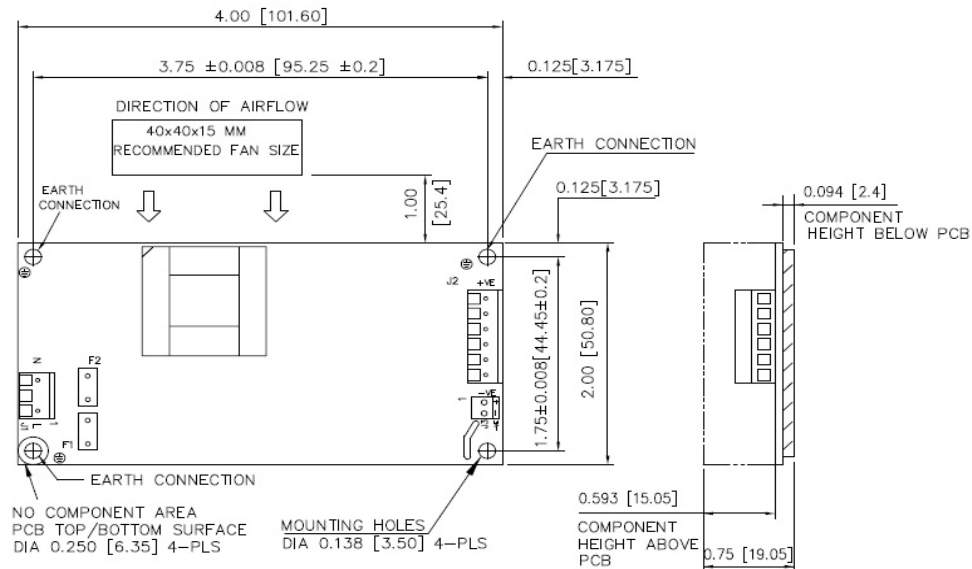 4.00 [101.60]
3.75 ±0.008 [95.25 ±0.2]
0.125[3.175]
DIRECTION OF AIRFLOW
40x40x15 MM
RECOMMENDED FAN SIZE
EARTH CONNECTION
EARTH
CONNECTION
1.00
[25.4]
0.125[3.175]
0.094 [2.4]
COMPONENT
HEIGHT BELOW PCB
J2
+VE
N
F2
1.75±0.008[44.45±0.2]
2.00 [50.80]
-VE
1
+
-
J3
J1
L
1
F1
EARTH CONNECTION
NO COMPONENT AREA
PCB TOP/BOTTOM SURFACE
DIA 0.250 [6.35] 4-PLS
MOUNTING HOLES
DIA 0.138 [3.50] 4-PLS
0.593 [15.05]
COMPONENT
HEIGHT ABOVE
PCB
0.75 [19.05]